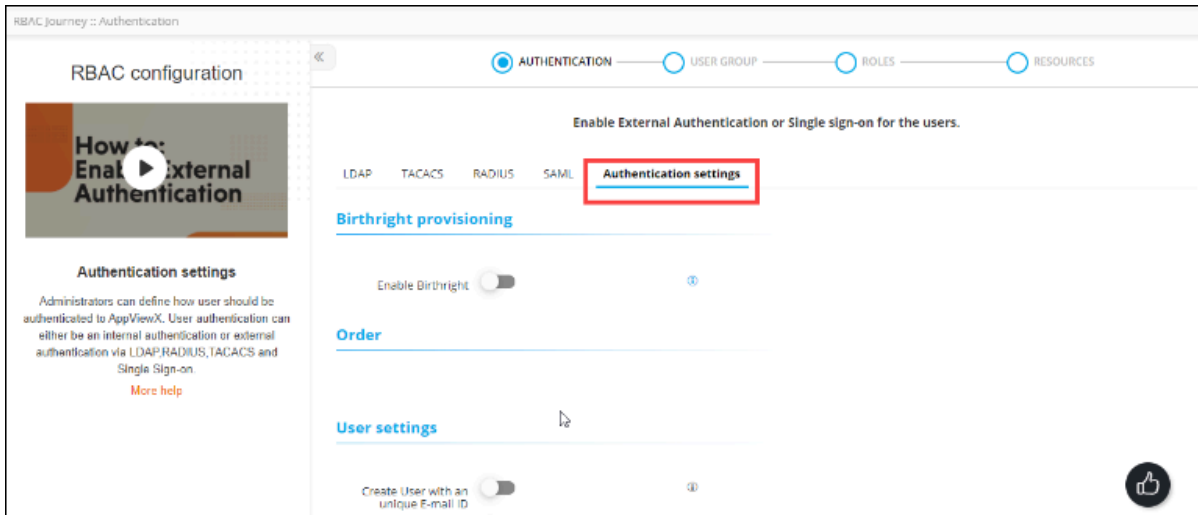 RBAC Journey :: Authentication
RBAC configuration
How to:
Enable External
Authentication
Authentication settings
Administrators can define how user should be
authenticated to AppViewX. User authentication can
either be an internal authentication or external
authentication via LDAP,RADIUS,TACACS and
Single Sign-on.
More help
AUTHENTICATION
USER GROUP
ROLES
RESOURCES
Enable External Authentication or Single sign-on for the users.
LDAP
TACACS
RADIUS
SAML
Authentication settings
Birthright provisioning
Enable Birthright
Order
User settings
Create User with an
unique E-mail ID